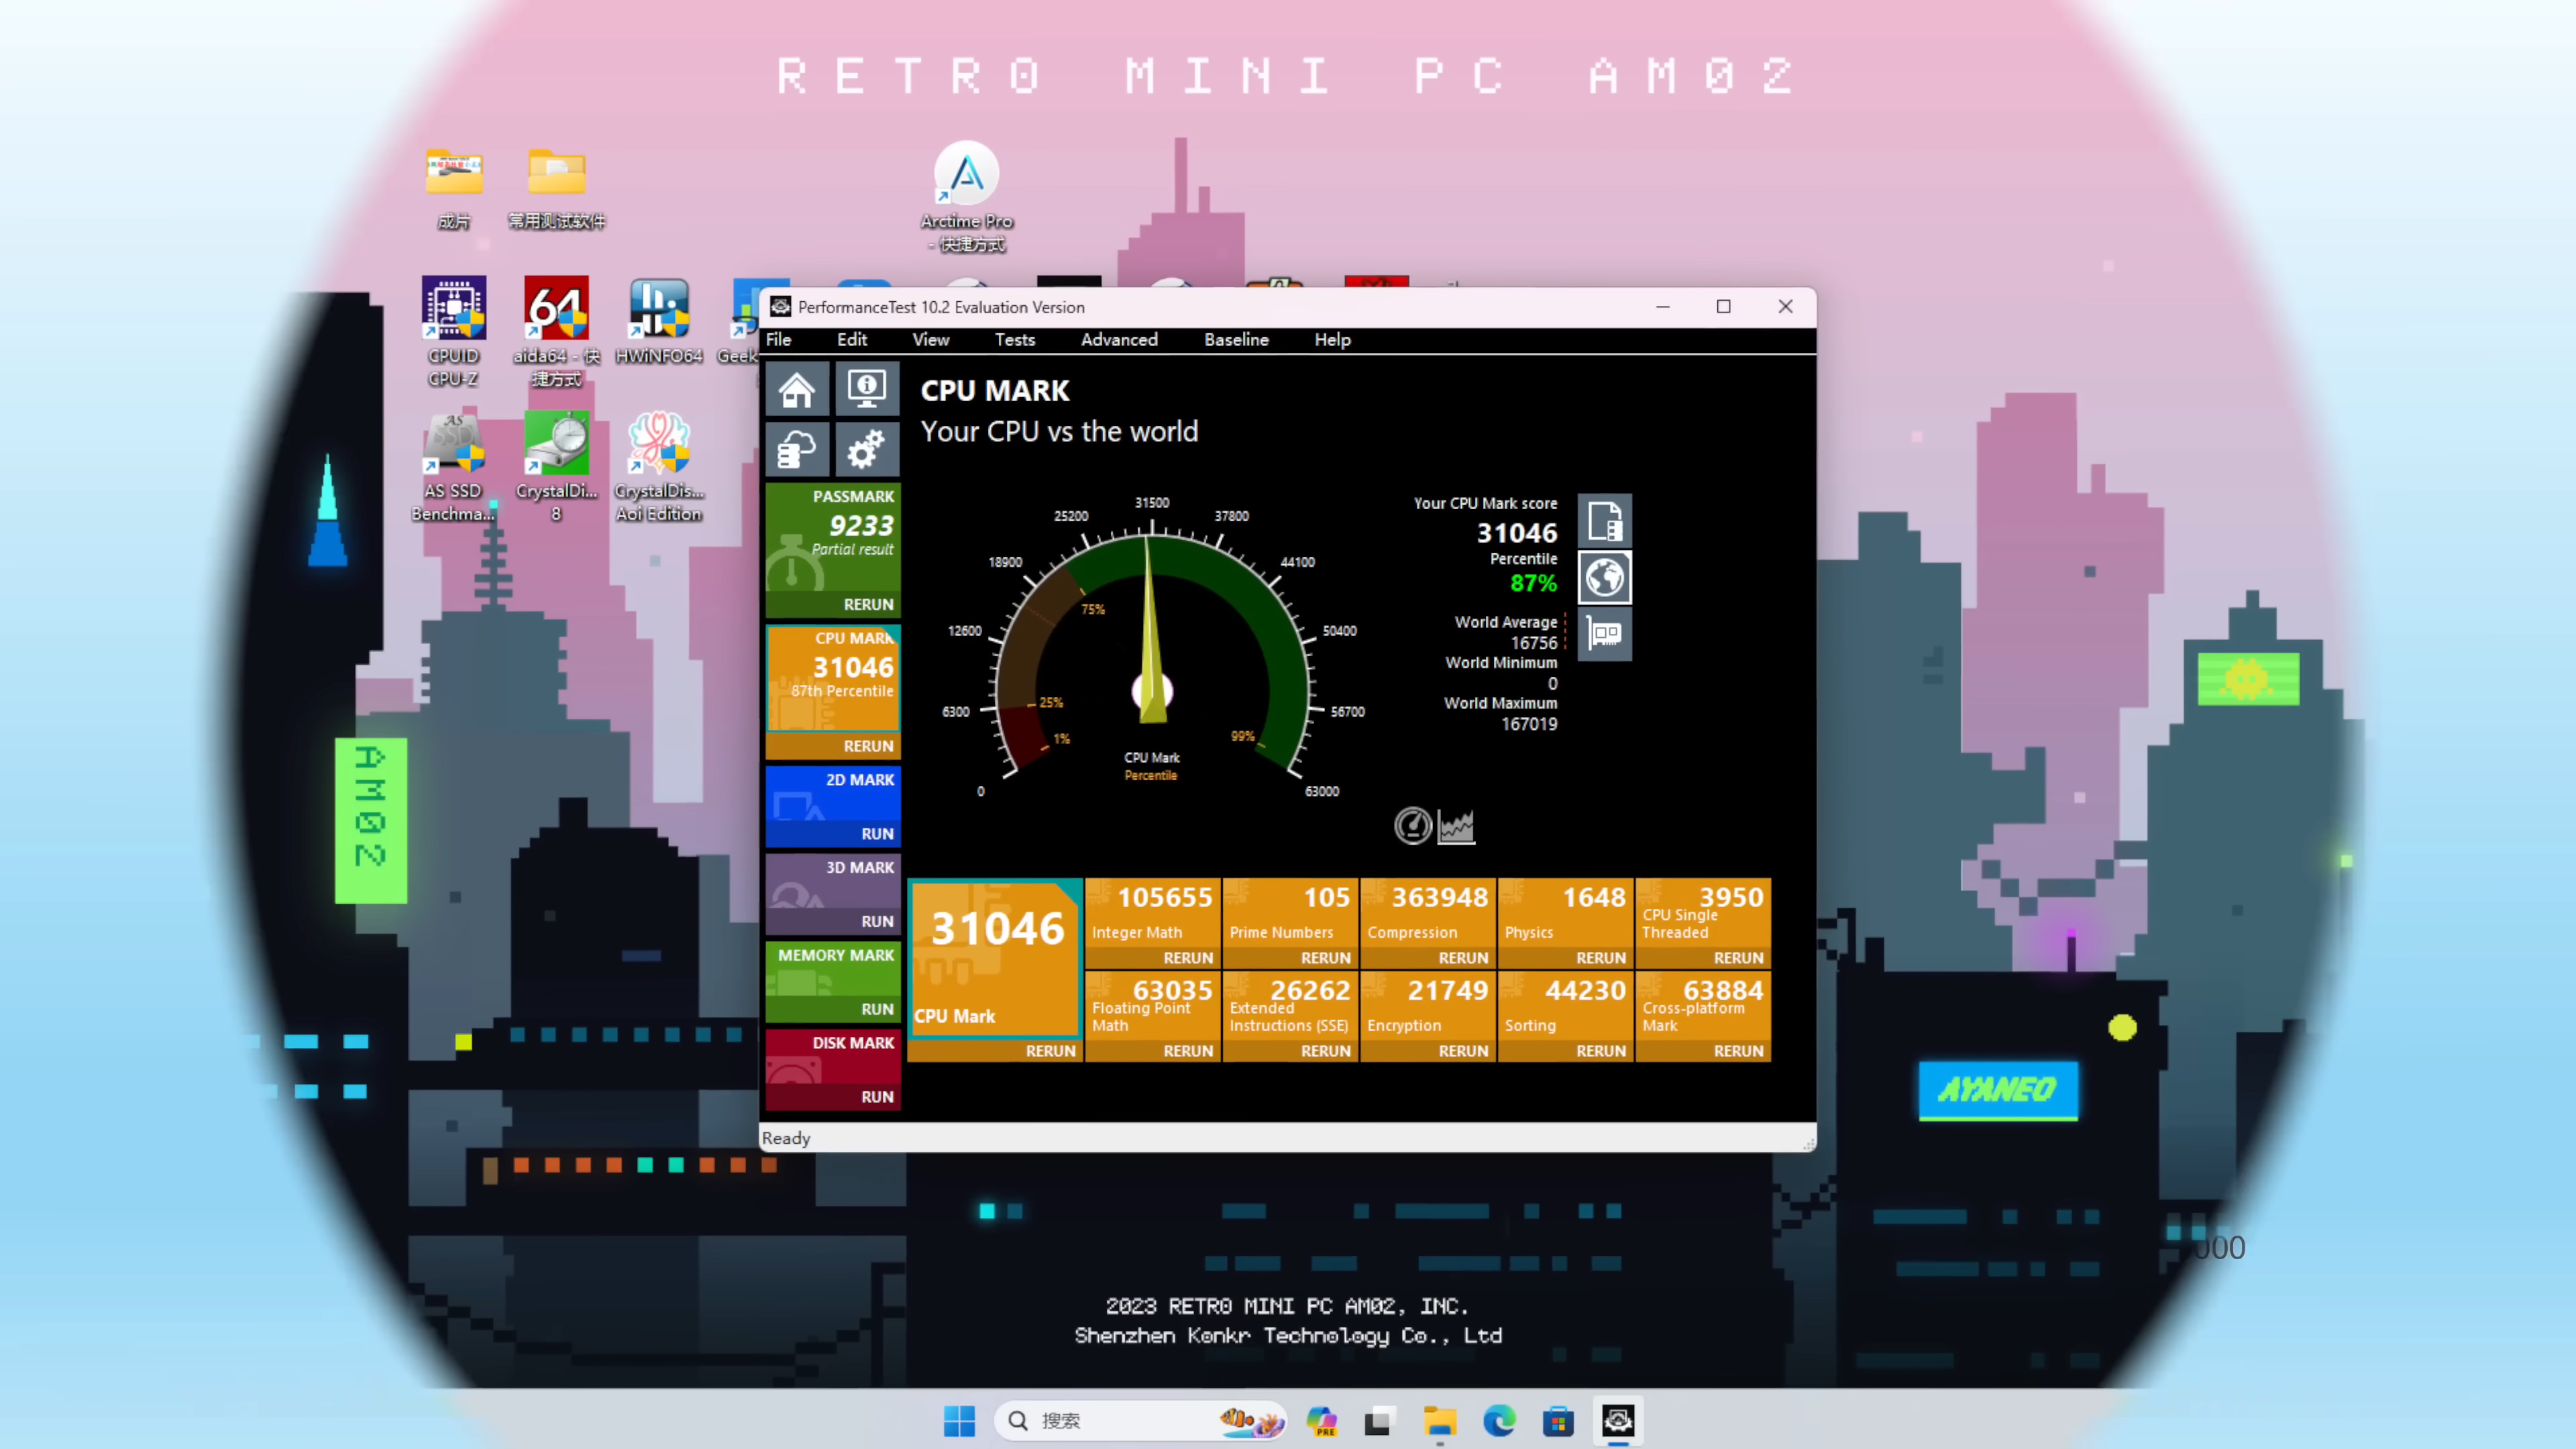 RETRO MINI PC AM02
成片
常用测试软件
Arctime Pro
- 快捷方式
CPUID
CPU-Z
aida64 - 快
捷方式
HWiNFO64
Geek
AS SSD
Benchma...
CrystalDi...
8
CrystalDis...
Aoi Edition
PerformanceTest 10.2 Evaluation Version
File Edit View Tests Advanced Baseline Help
CPU MARK
Your CPU vs the world
PASSMARK
9233
Partial result
RERUN
CPU MARK
31046
87th Percentile
RERUN
2D MARK
RUN
3D MARK
RUN
MEMORY MARK
RUN
DISK MARK
RUN
0
6300
12600
18900
25200
31500
37800
44100
50400
56700
63000
1%
25%
75%
99%
CPU Mark
Percentile
Your CPU Mark score
31046
Percentile
87%
World Average
16756
World Minimum
0
World Maximum
167019
31046
CPU Mark
RERUN
105655
Integer Math
RERUN
105
Prime Numbers
RERUN
363948
Compression
RERUN
1648
Physics
RERUN
3950
CPU Single
Threaded
RERUN
63035
Floating Point
Math
RERUN
26262
Extended
Instructions (SSE)
RERUN
21749
Encryption
RERUN
44230
Sorting
RERUN
63884
Cross-platform
Mark
RERUN
Ready
AM02
AYANEO
000
2023 RETRO MINI PC AM02, INC.
Shenzhen Konkr Technology Co., Ltd
搜索
PRE